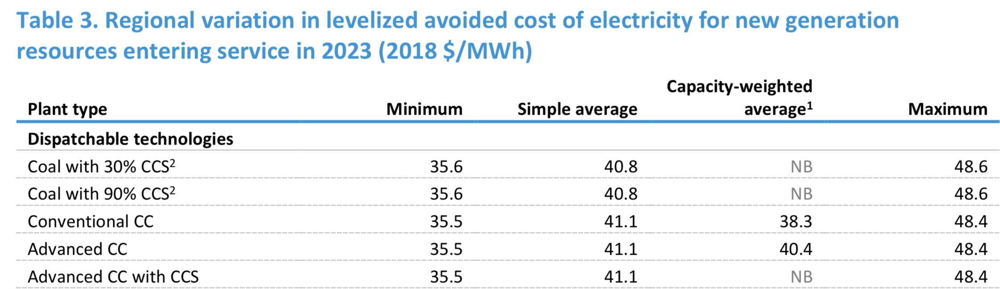 Table 3. Regional variation in levelized avoided cost of electricity for new generation
resources entering service in 2023 (2018 $/MWh)
Capacity-weighted
Plant type Minimum Simple average average¹ Maximum
Dispatchable technologies
Coal with 30% CCS² 35.6 40.8 NB 48.6
Coal with 90% CCS² 35.6 40.8 NB 48.6
Conventional CC 35.5 41.1 38.3 48.4
Advanced CC 35.5 41.1 40.4 48.4
Advanced CC with CCS 35.5 41.1 NB 48.4